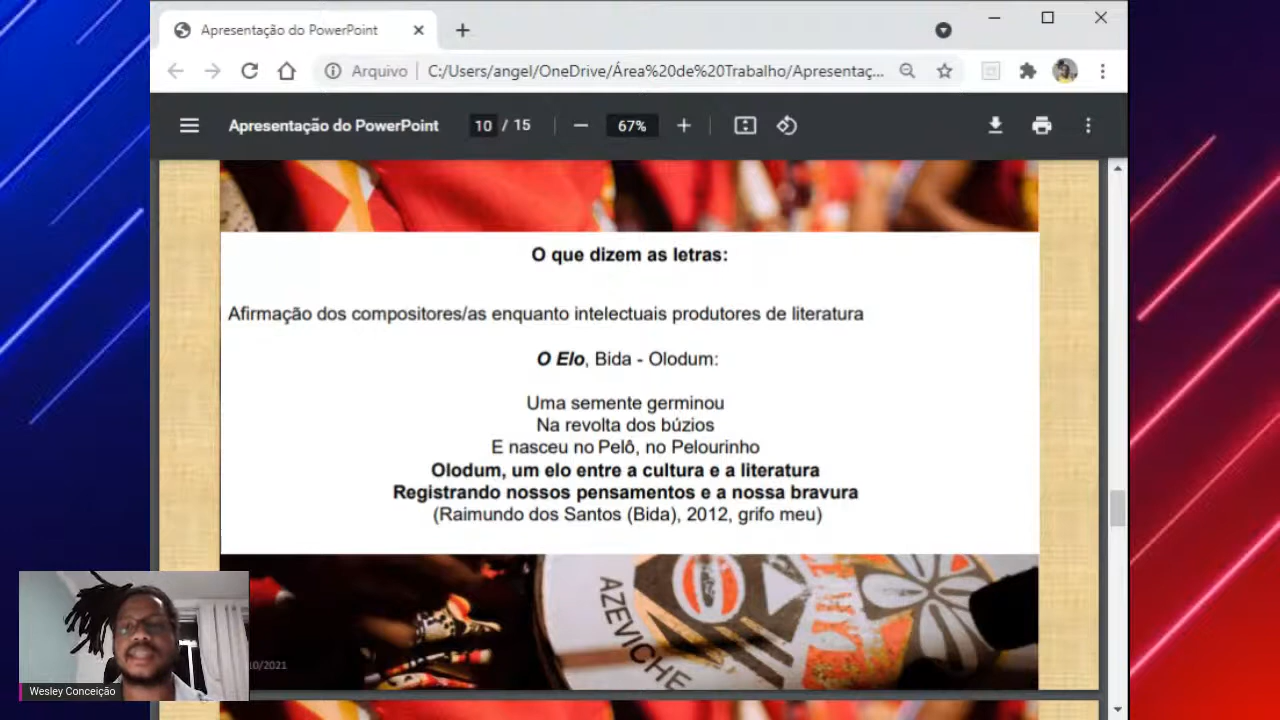 Apresentação do PowerPoint
Arquivo
C:/Users/angel/OneDrive/Área%20de%20Trabalho/Apresentaç...
Apresentação do PowerPoint
10 / 15
67%
O que dizem as letras:
Afirmação dos compositores/as enquanto intelectuais produtores de literatura
O Elo, Bida - Olodum:
Uma semente germinou
Na revolta dos búzios
E nasceu no Pelô, no Pelourinho
Olodum, um elo entre a cultura e a literatura
Registrando nossos pensamentos e a nossa bravura
(Raimundo dos Santos (Bida), 2012, grifo meu)
AZEVICHE
10/2021
Wesley Conceição